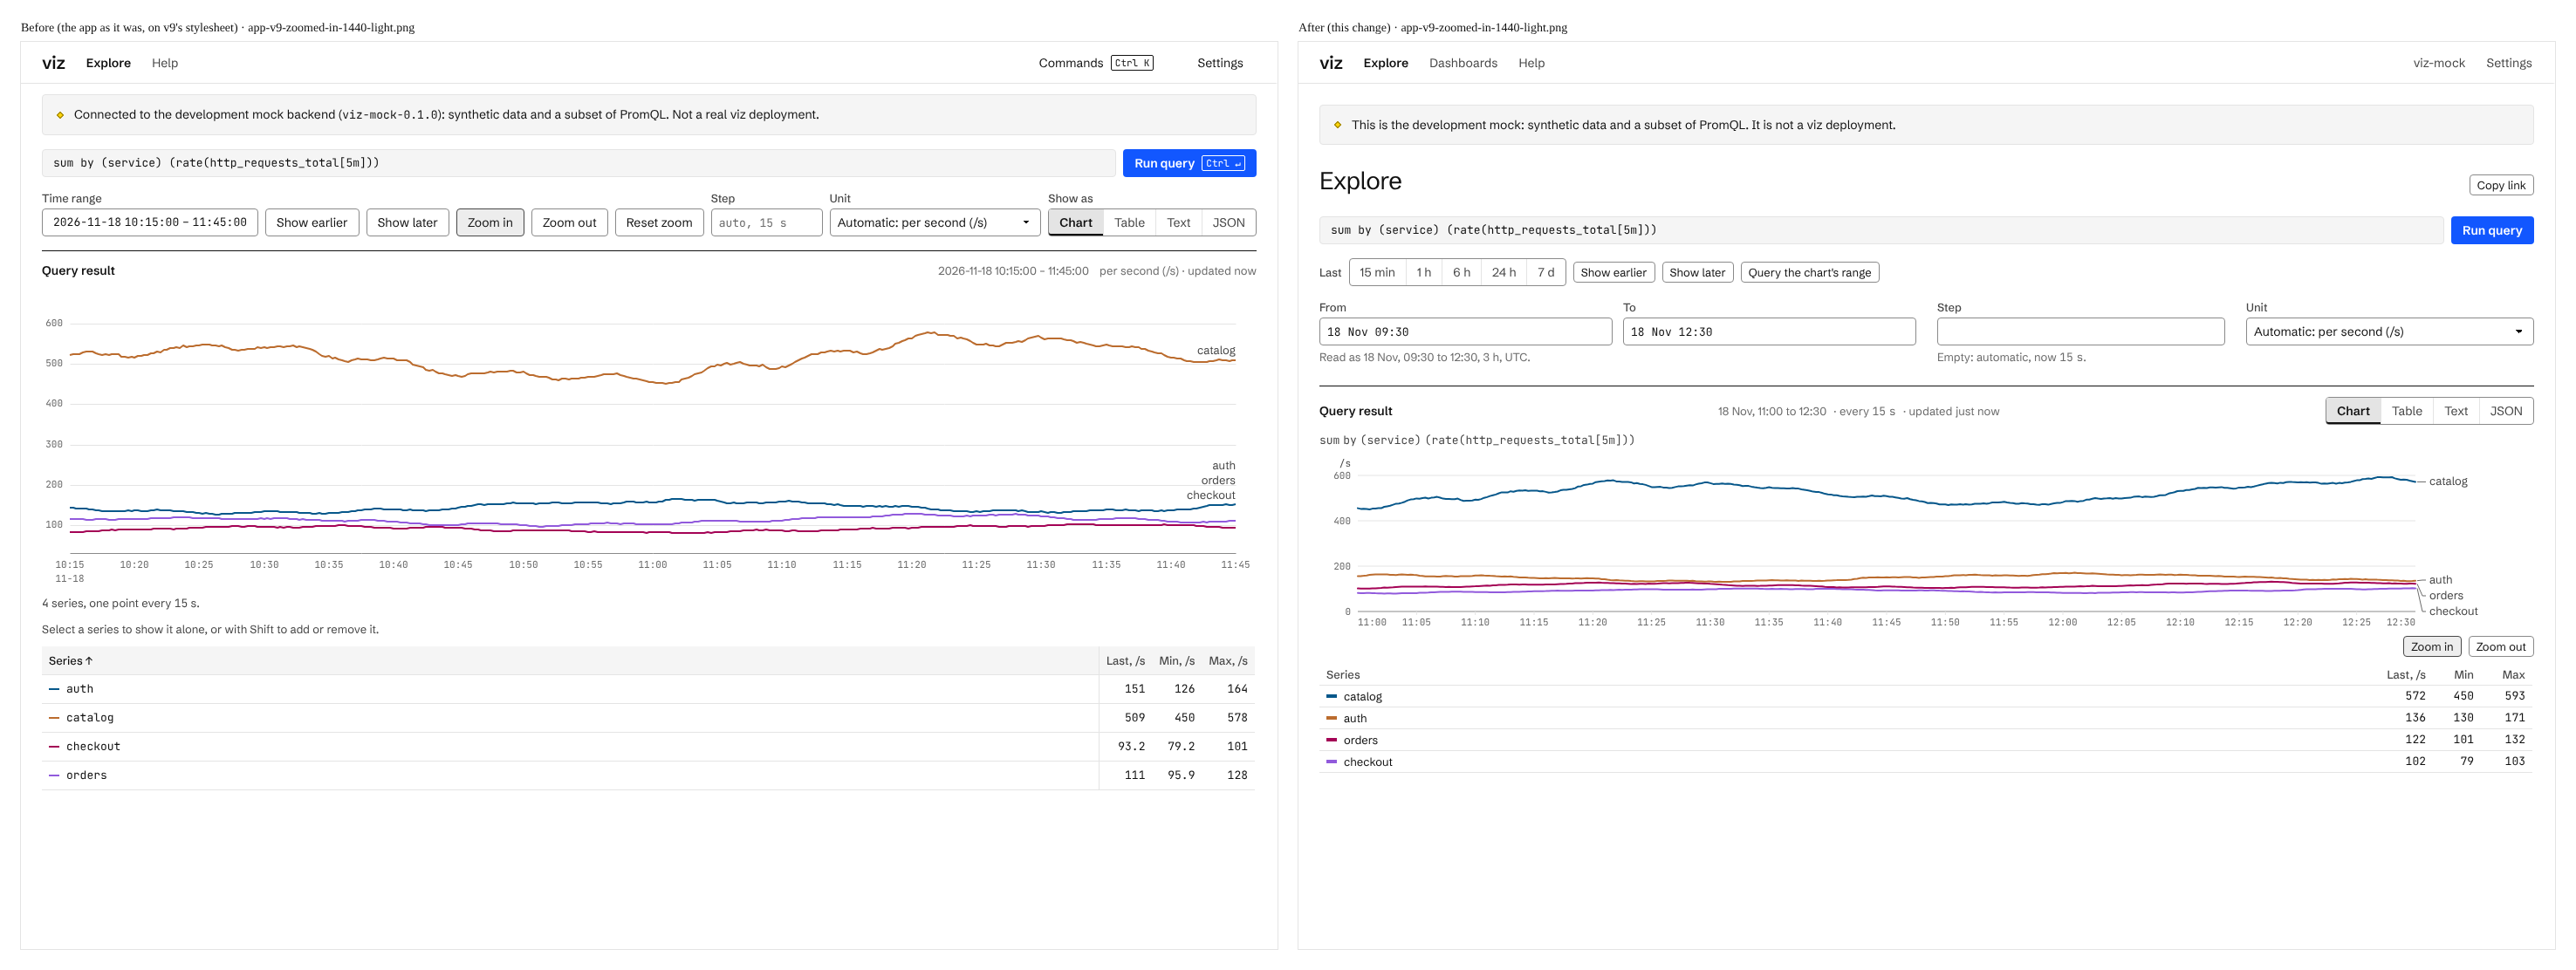 Before (the app as it was, on v9's stylesheet) · app-v9-zoomed-in-1440-light.png
viz Explore Help Commands Ctrl K Settings
Connected to the development mock backend (viz-mock-0.1.0): synthetic data and a subset of PromQL. Not a real viz deployment.
sum by (service) (rate(http_requests_total[5m])) Run query Ctrl ↵
Time range Step Unit Show as
2026-11-18 10:15:00 – 11:45:00 Show earlier Show later Zoom in Zoom out Reset zoom auto, 15 s Automatic: per second (/s) Chart Table Text JSON
Query result 2026-11-18 10:15:00 – 11:45:00 per second (/s) · updated now
600
catalog
500
400
300
auth
200 orders
checkout
100
10:15 10:20 10:25 10:30 10:35 10:40 10:45 10:50 10:55 11:00 11:05 11:10 11:15 11:20 11:25 11:30 11:35 11:40 11:45
11-18
4 series, one point every 15 s.
Select a series to show it alone, or with Shift to add or remove it.
Series ↑ Last, /s Min, /s Max, /s
auth 151 126 164
catalog 509 450 578
checkout 93.2 79.2 101
orders 111 95.9 128
After (this change) · app-v9-zoomed-in-1440-light.png
viz Explore Dashboards Help viz-mock Settings
This is the development mock: synthetic data and a subset of PromQL. It is not a viz deployment.
Explore
Copy link
sum by (service) (rate(http_requests_total[5m])) Run query
Last 15 min 1 h 6 h 24 h 7 d Show earlier Show later Query the chart's range
From To Step Unit
18 Nov 09:30 18 Nov 12:30 Automatic: per second (/s)
Read as 18 Nov, 09:30 to 12:30, 3 h, UTC. Empty: automatic, now 15 s.
Query result 18 Nov, 11:00 to 12:30 · every 15 s · updated just now Chart Table Text JSON
sum by (service) (rate(http_requests_total[5m]))
/s
600
catalog
400
200
auth
orders
0 checkout
11:00 11:05 11:10 11:15 11:20 11:25 11:30 11:35 11:40 11:45 11:50 11:55 12:00 12:05 12:10 12:15 12:20 12:25 12:30
Zoom in Zoom out
Series Last, /s Min Max
catalog 572 450 593
auth 136 130 171
orders 122 101 132
checkout 102 79 103